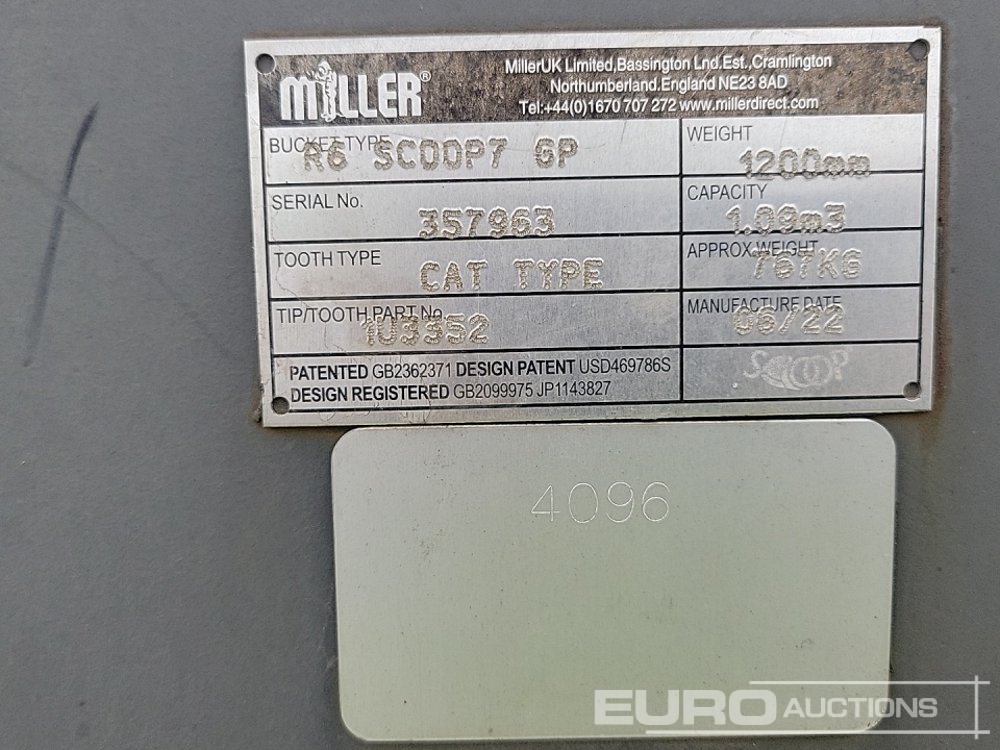 MILLER®
MillerUK Limited,Bassington Lnd.Est.,Cramlington
Northumberland.England NE23 8AD
Tel:+44(0)1670 707 272 www.millerdirect.com
BUCKET TYPE R6 SCOOP7 GP
WEIGHT 1200mm
SERIAL No. 357963
CAPACITY 1.09m3
TOOTH TYPE CAT TYPE
APPROX.WEIGHT 767KG
TIP/TOOTH PART No. 1U3352
MANUFACTURE DATE 06/22
PATENTED GB2362371 DESIGN PATENT USD469786S
DESIGN REGISTERED GB2099975 JP1143827
SCOOP
4096
EURO AUCTIONS